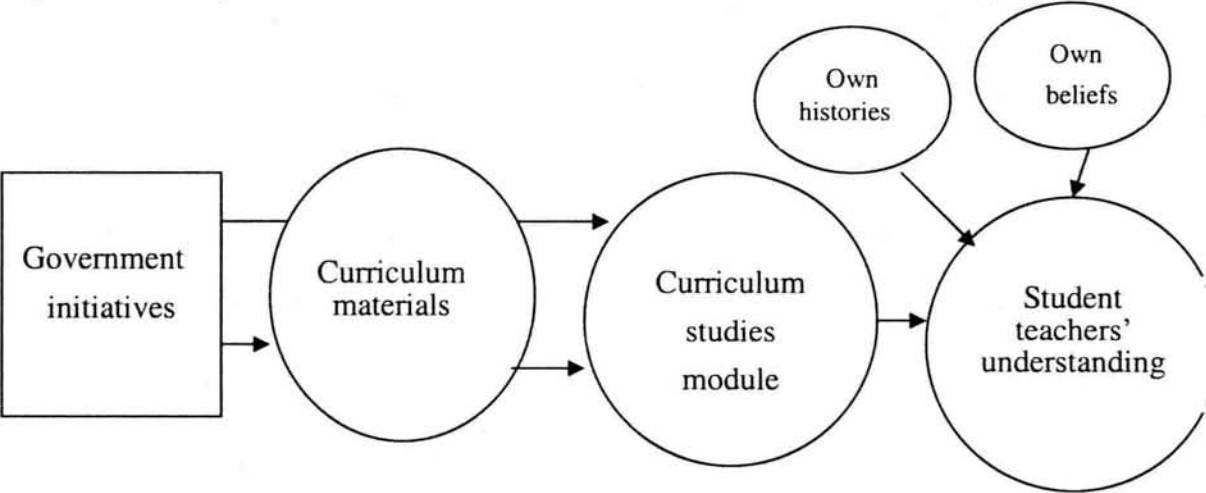 Government
initiatives
Curriculum
materials
Curriculum
studies
module
Own
histories
Own
beliefs
Student
teachers’
understanding